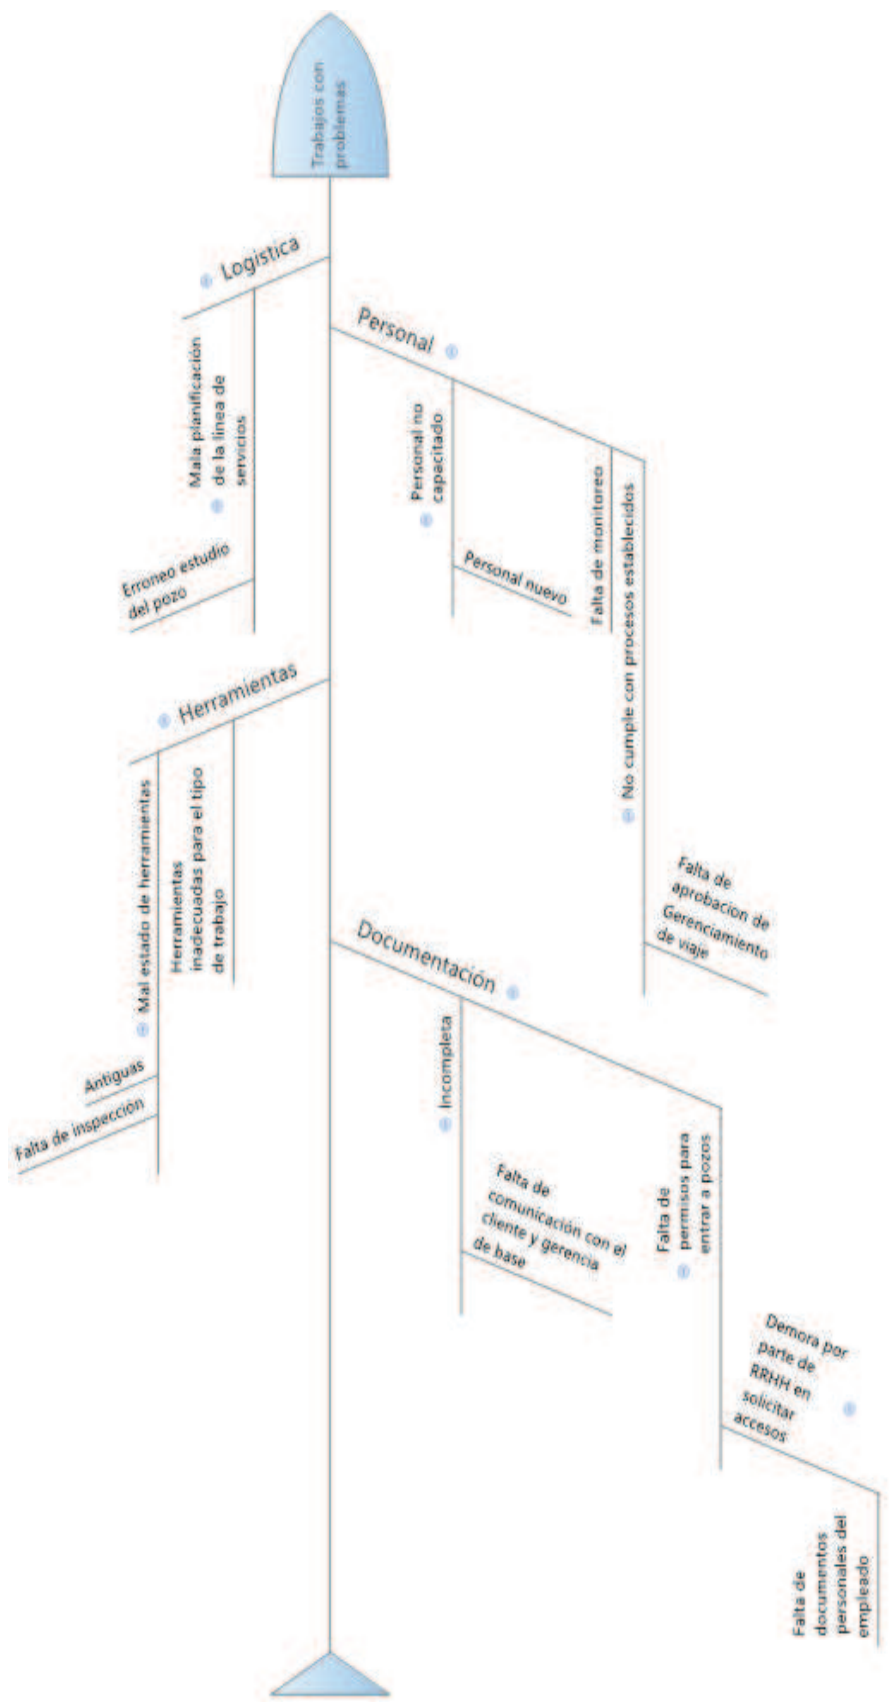 Trabajos con
problemas
Logística
Mala planificación
de la línea de
servicios
Erroneo estudio
del pozo
Personal
Personal no
capacitado
Personal nuevo
Falta de monitoreo
No cumple con procesos establecidos
Falta de
aprobacion de
Gerenciamiento
de viaje
Herramientas
Mal estado de herramientas
Antiguas
Falta de inspección
Herramientas
inadecuadas para el tipo
de trabajo
Documentación
Incompleta
Falta de
comunicación con el
cliente y gerencia
de base
Falta de
permisos para
entrar a pozos
Demora por
parte de
RRHH en
solicitar
accesos
Falta de
documentos
personales del
empleado